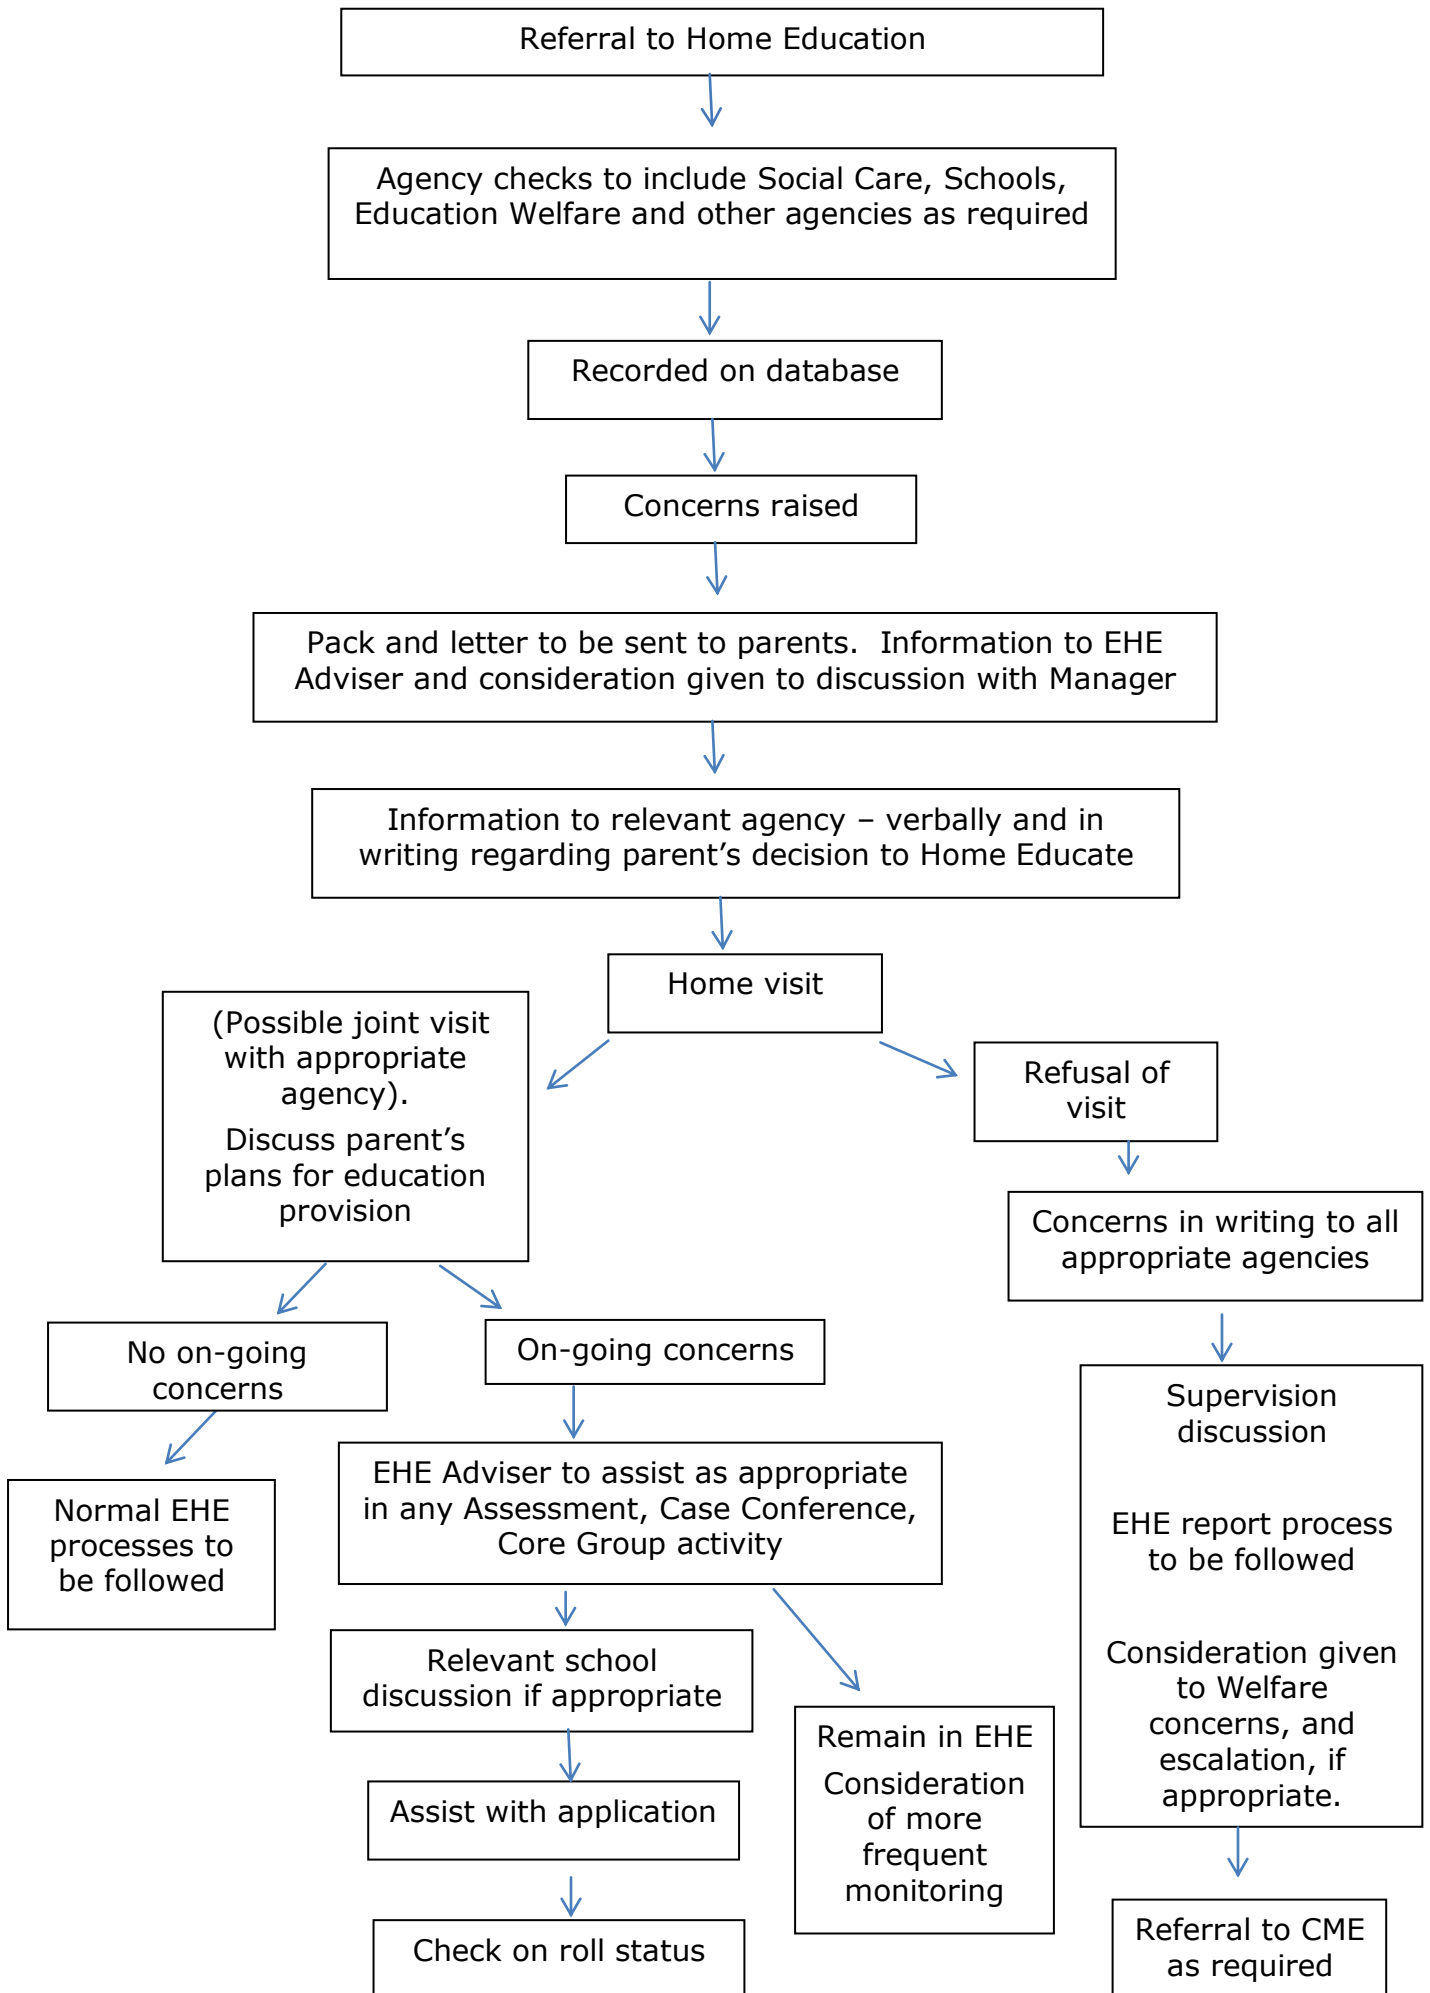 Referral to Home Education
Agency checks to include Social Care, Schools,
Education Welfare and other agencies as required
Recorded on database
Concerns raised
Pack and letter to be sent to parents.  Information to EHE
Adviser and consideration given to discussion with Manager
Information to relevant agency – verbally and in
writing regarding parent’s decision to Home Educate
Home visit
(Possible joint visit
with appropriate
agency).
Discuss parent’s
plans for education
provision
Refusal of
visit
Concerns in writing to all
appropriate agencies
No on-going
concerns
On-going concerns
Normal EHE
processes to
be followed
EHE Adviser to assist as appropriate
in any Assessment, Case Conference,
Core Group activity
Supervision
discussion
EHE report process
to be followed
Consideration given
to Welfare
concerns, and
escalation, if
appropriate.
Relevant school
discussion if appropriate
Remain in EHE
Consideration
of more
frequent
monitoring
Assist with application
Check on roll status
Referral to CME
as required